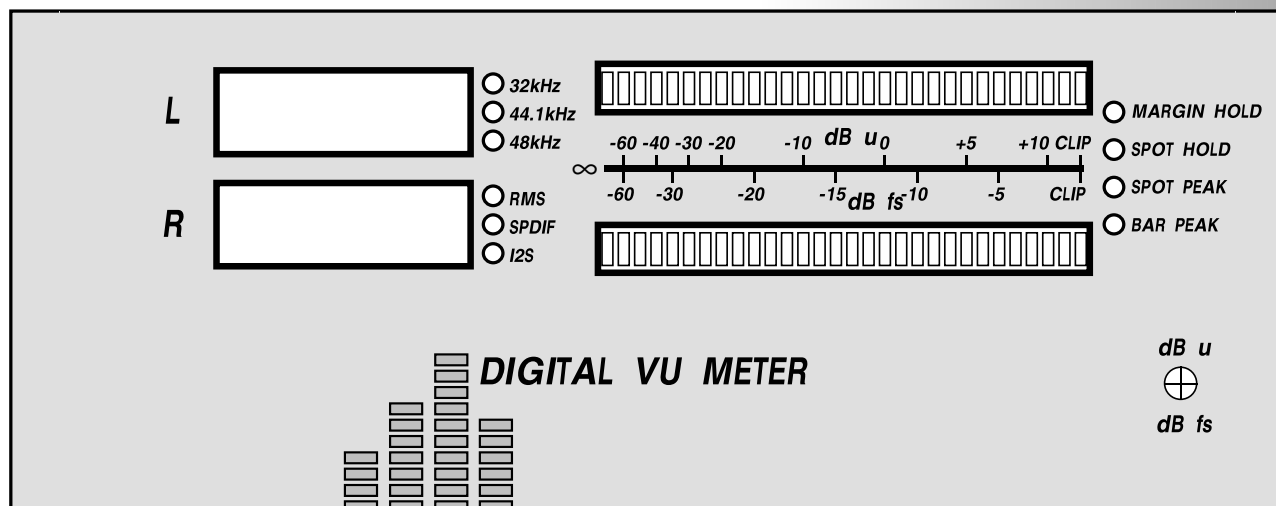 L
32kHz
44.1kHz
48kHz
R
RMS
SPDIF
I2S
dB u
-60 -40 -30 -20 -10 0 +5 +10 CLIP
∞
-60 -30 -20 -15 -10 -5 CLIP
dB fs
MARGIN HOLD
SPOT HOLD
SPOT PEAK
BAR PEAK
DIGITAL VU METER
dB u
dB fs